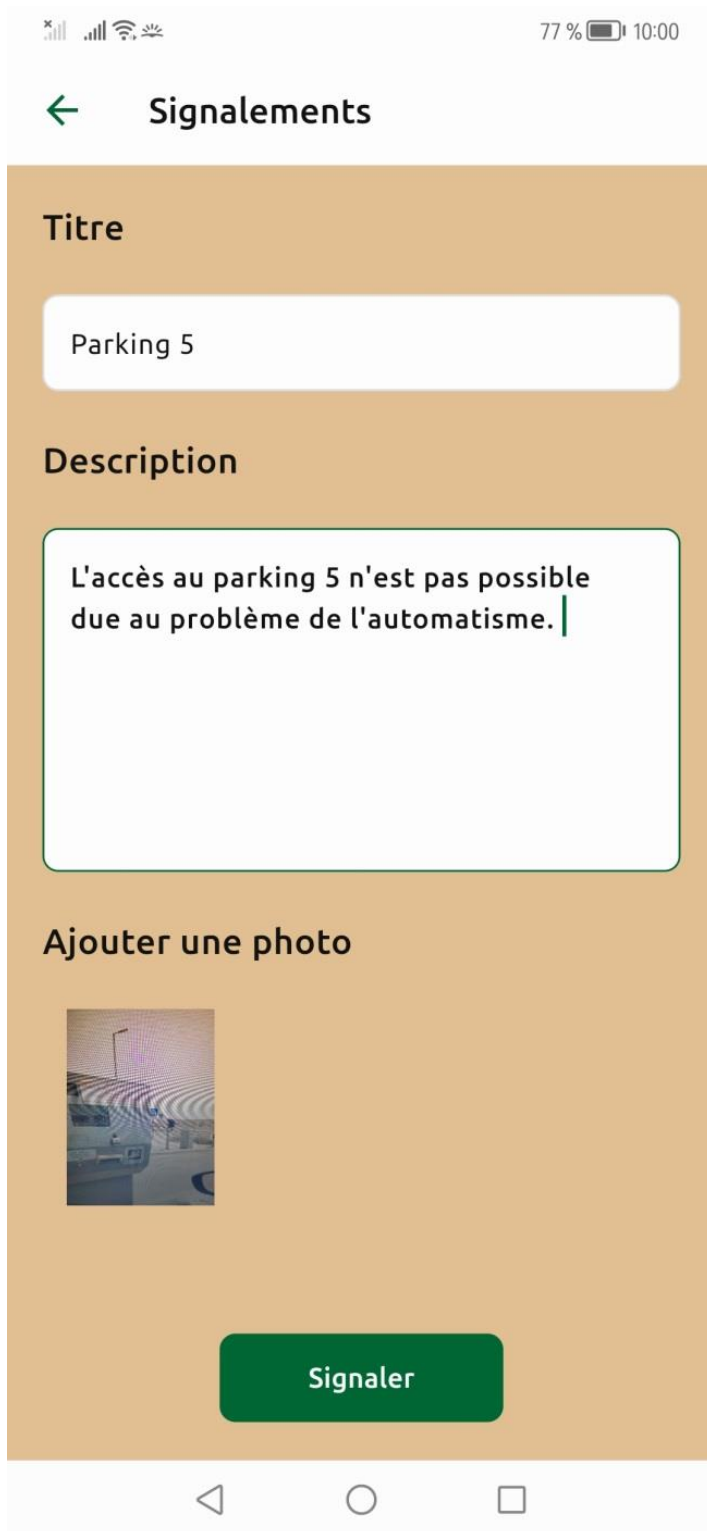 77 % 10:00
Signalements
Titre
Parking 5
Description
L'accès au parking 5 n'est pas possible
due au problème de l'automatisme.
Ajouter une photo
Signaler